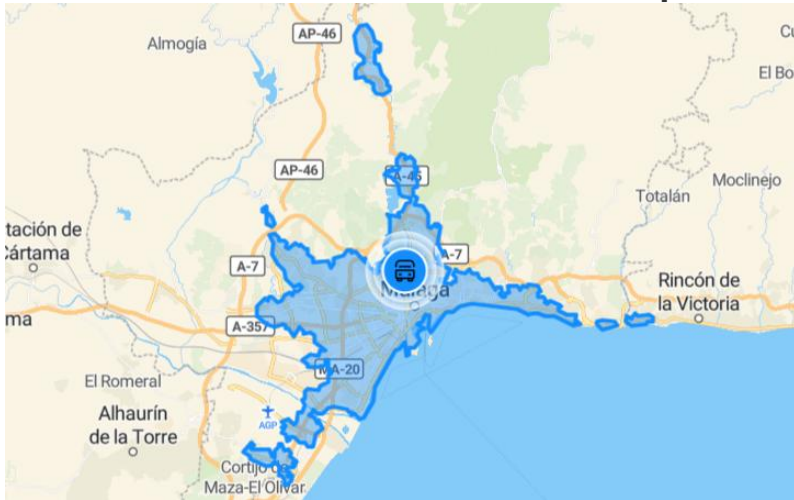 AP-46
Almogía
El Bo
AP-46
A-45
Moclinejo
Totalán
tación de
Cártama
A-7
A-7
Málaga
Rincón de
la Victoria
ma
A-357
MA-20
El Romeral
Alhaurín
de la Torre
AGP
Cortijo de
Maza-El Olivar